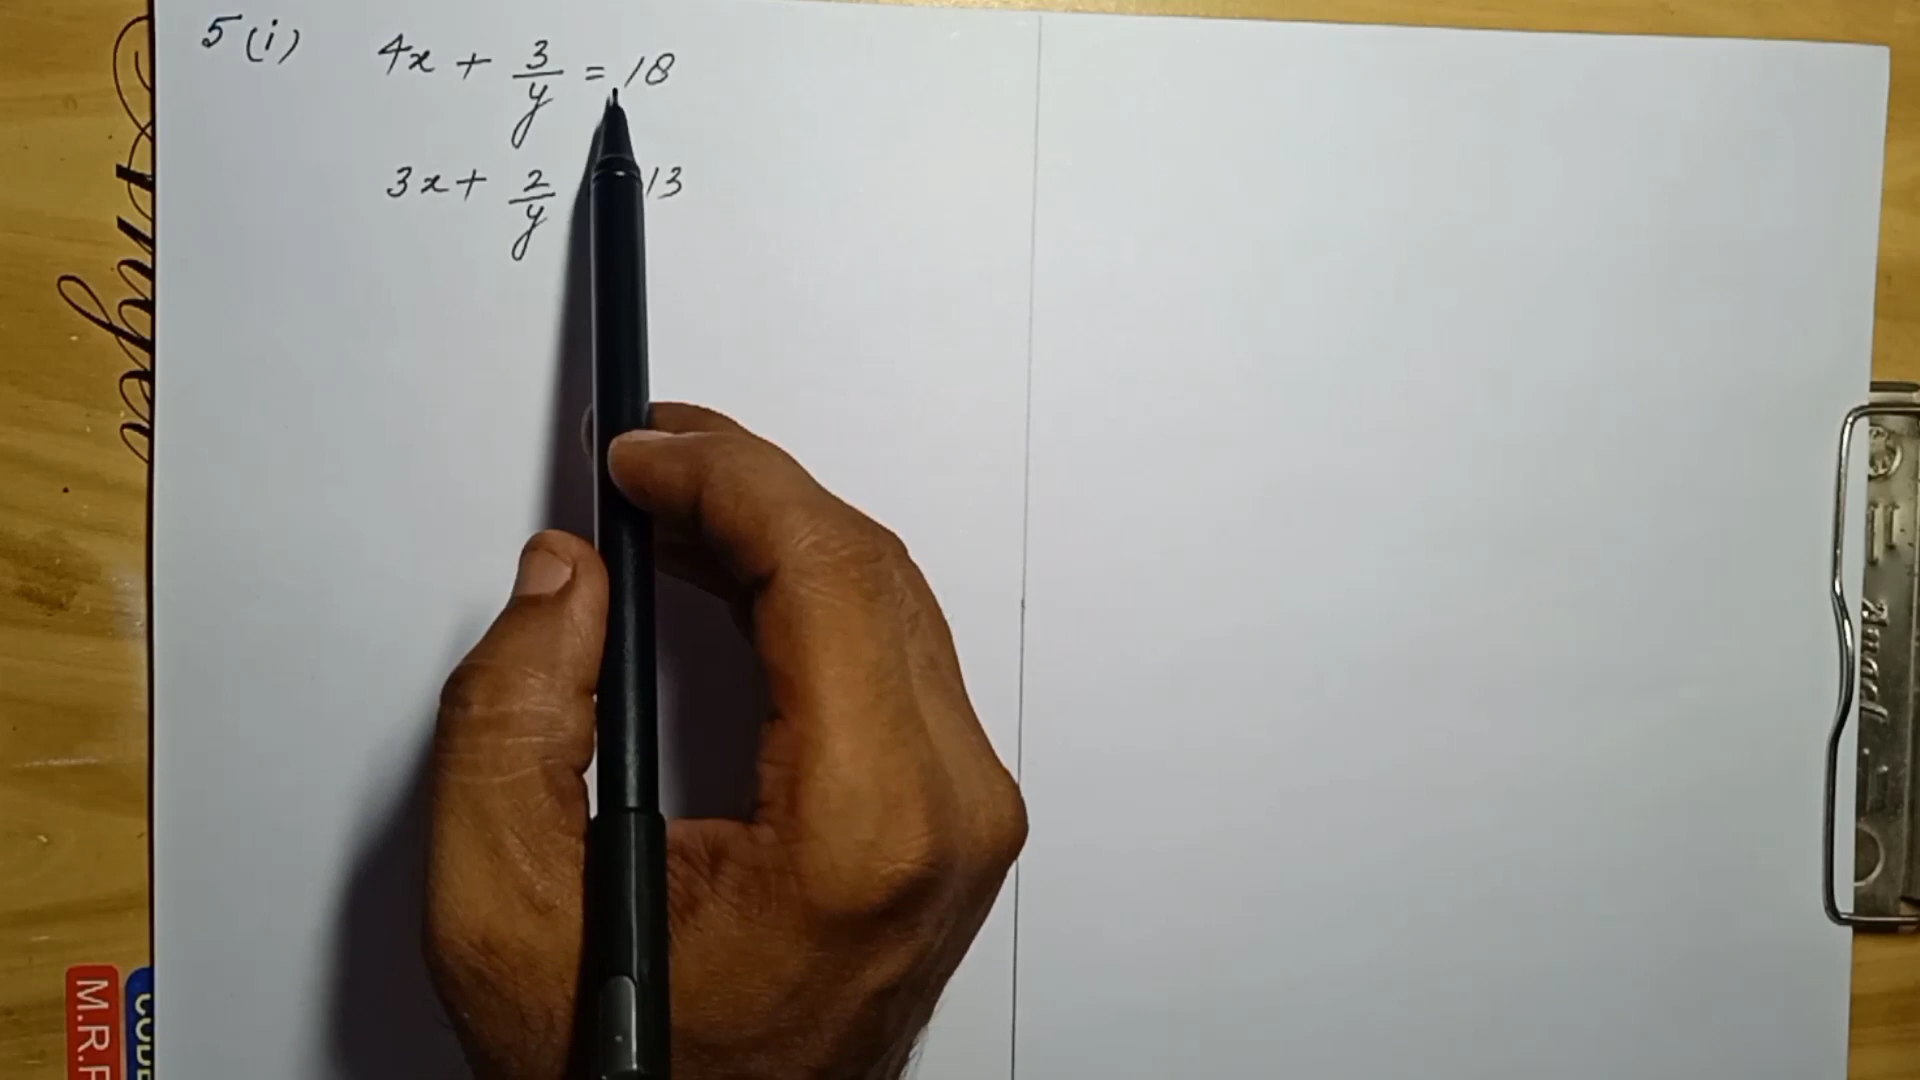 5 (i) 4x + 3/y = 18
3x + 2/y 13
M.R.P